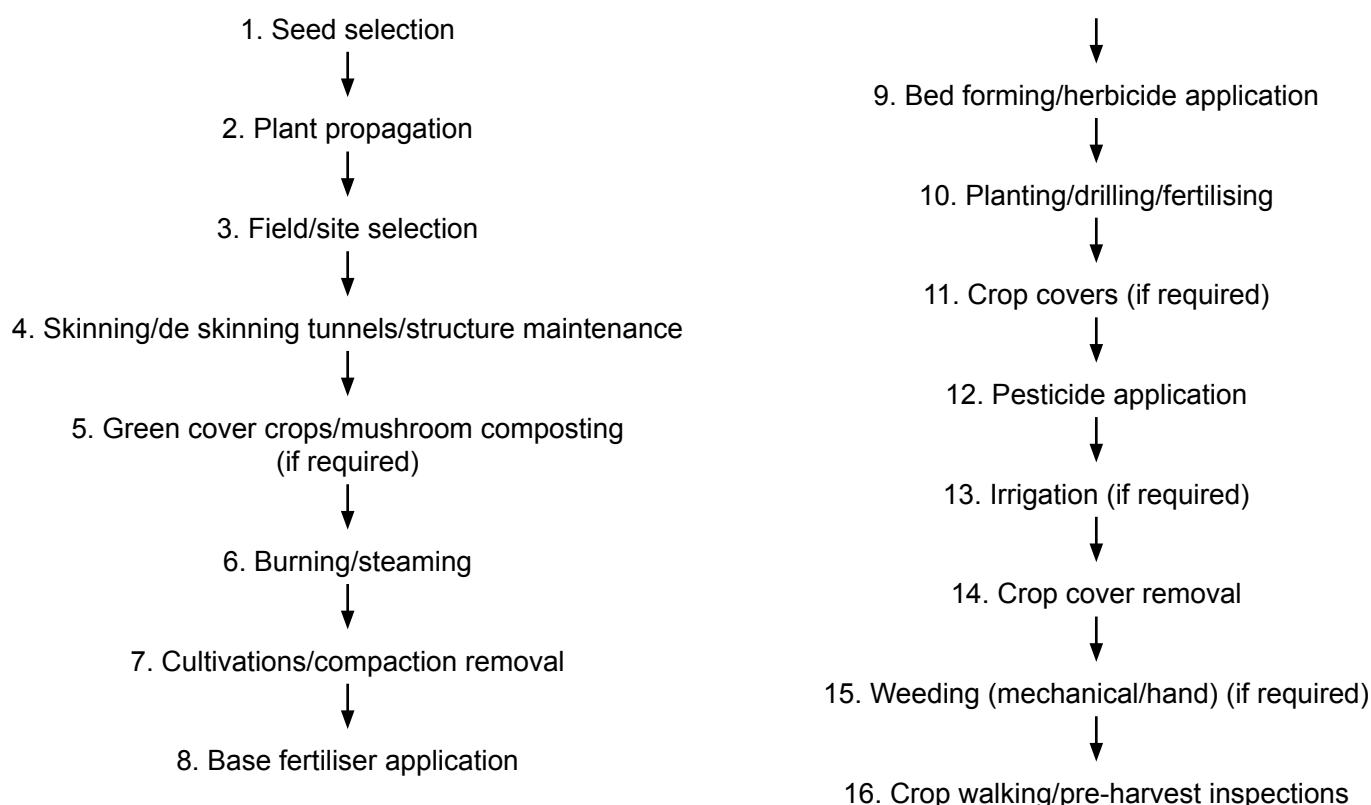 1. Seed selection
2. Plant propagation
3. Field/site selection
4. Skinning/de skinning tunnels/structure maintenance
5. Green cover crops/mushroom composting
(if required)
6. Burning/steaming
7. Cultivations/compaction removal
8. Base fertiliser application
9. Bed forming/herbicide application
10. Planting/drilling/fertilising
11. Crop covers (if required)
12. Pesticide application
13. Irrigation (if required)
14. Crop cover removal
15. Weeding (mechanical/hand) (if required)
16. Crop walking/pre-harvest inspections